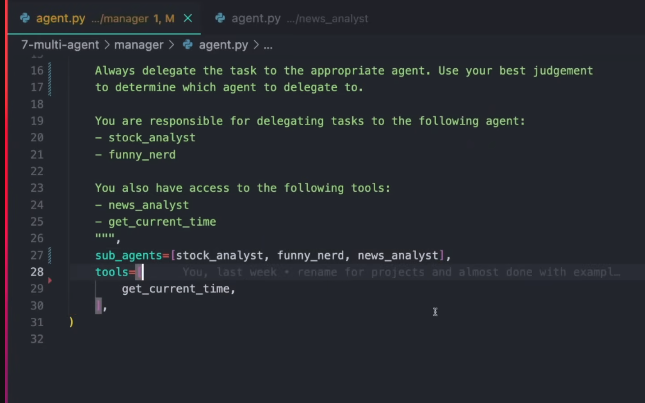 agent.py .../manager 1, M ×
agent.py .../news_analyst
7-multi-agent > manager > agent.py > ...
15
16 Always delegate the task to the appropriate agent. Use your best judgement
17 to determine which agent to delegate to.
18
19 You are responsible for delegating tasks to the following agent:
20 - stock_analyst
21 - funny_nerd
22
23 You also have access to the following tools:
24 - news_analyst
25 - get_current_time
26 """,
27 sub_agents=[stock_analyst, funny_nerd, news_analyst],
28 tools=[ You, last week • rename for projects and almost done with exampl…
29 get_current_time,
30 ],
31 )
32